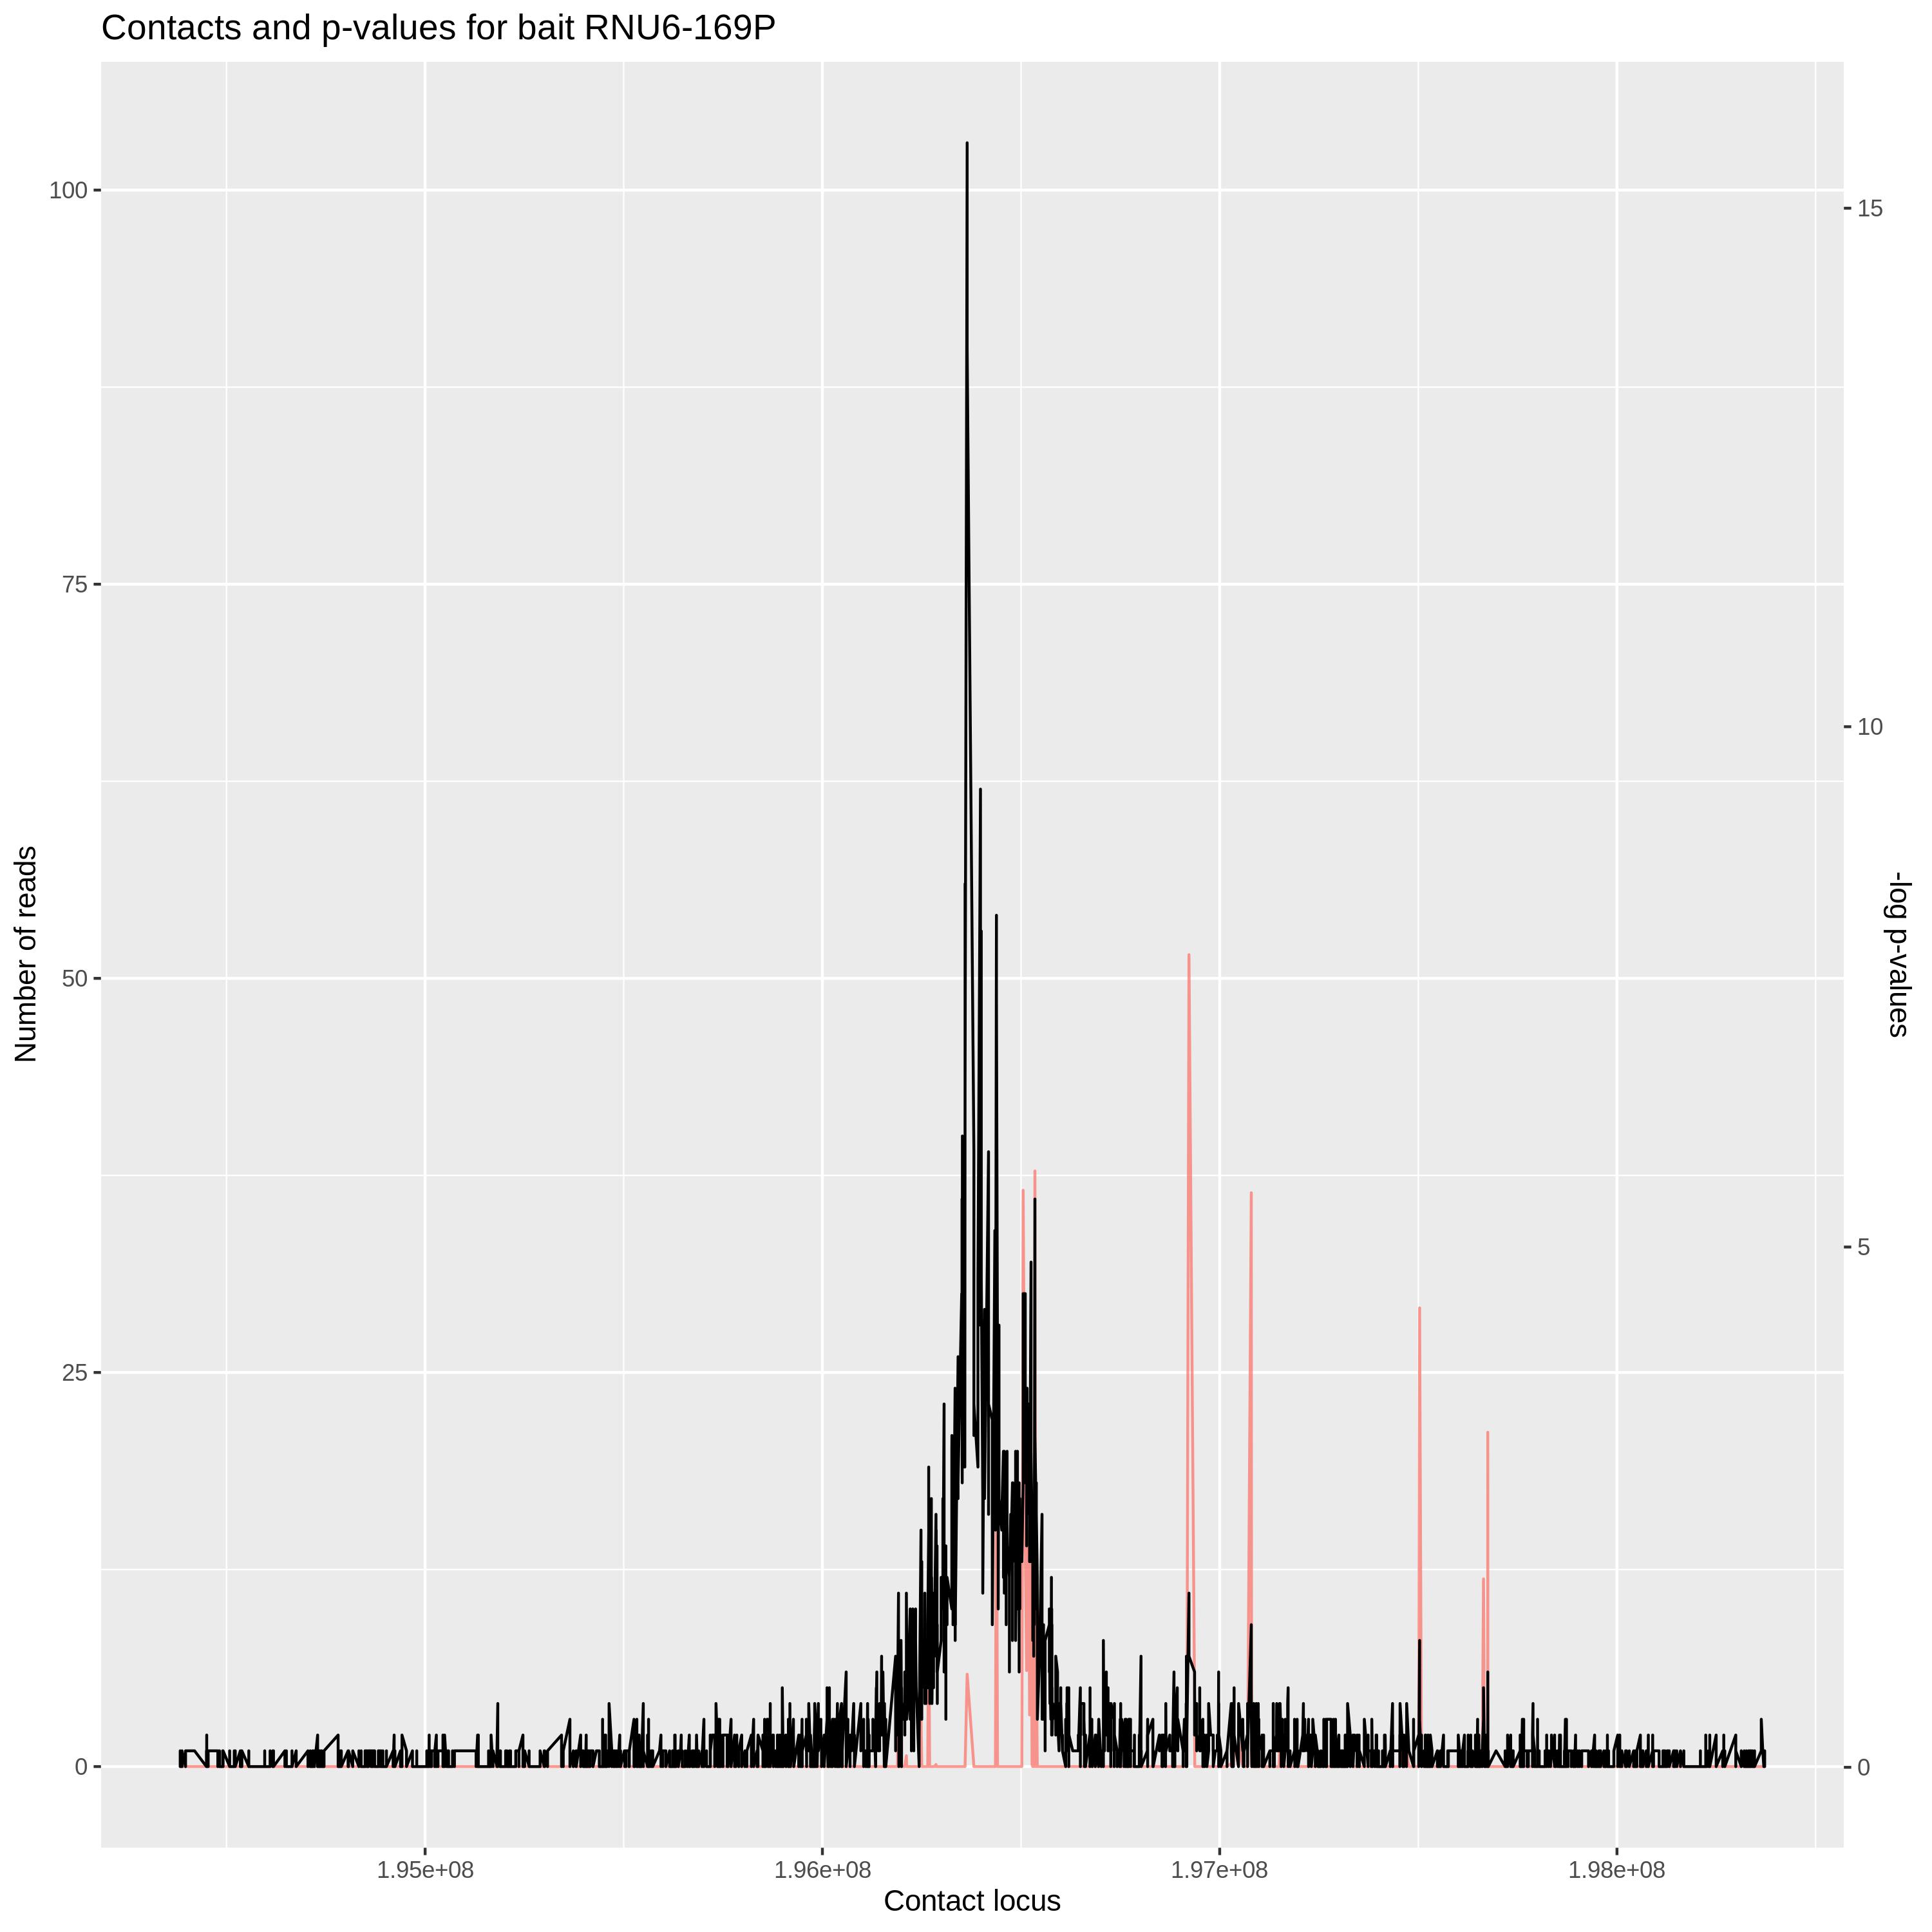 Contacts and p-values for bait RNU6-169P
100
75
50
25
0
Number of reads
15
10
5
0
-log p-values
1.95e+08
1.96e+08
1.97e+08
1.98e+08
Contact locus